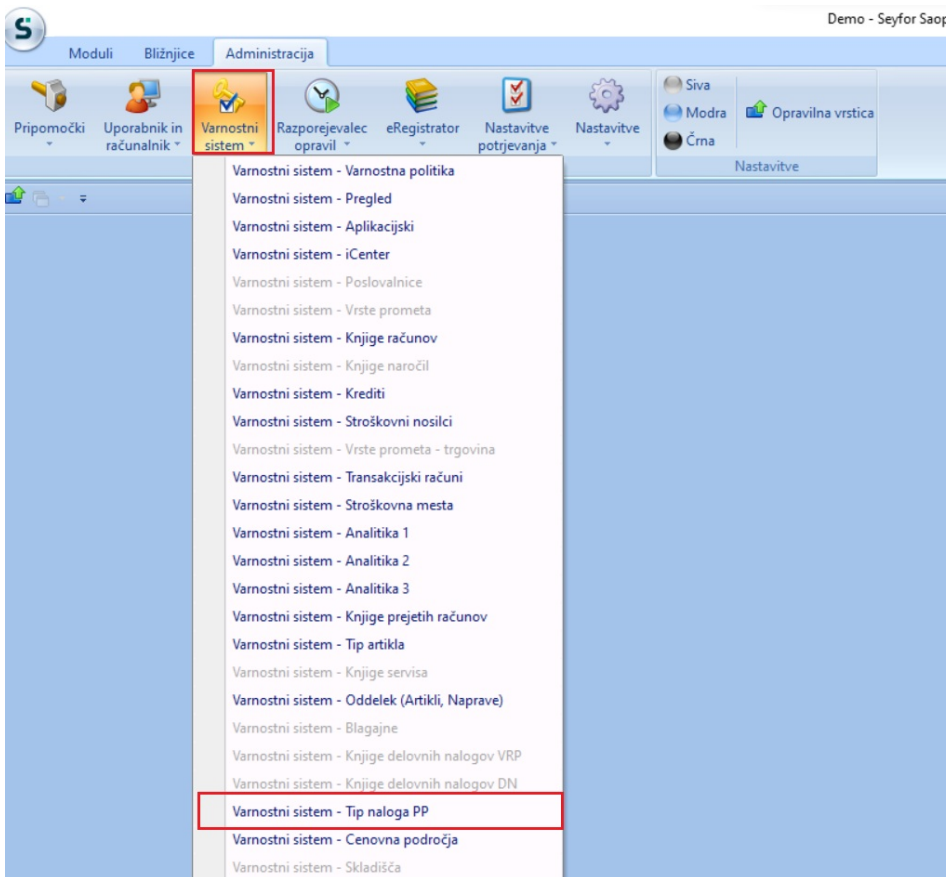 Demo - Seyfor Saop
S
Moduli Bližnjice Administracija
Pripomočki
Uporabnik in
računalnik
Varnostni
sistem
Razporejevalec
opravil
eRegistrator
Nastavitve
potrjevanja
Nastavitve
Siva
Modra
Črna
Opravilna vrstica
Nastavitve
Varnostni sistem - Varnostna politika
Varnostni sistem - Pregled
Varnostni sistem - Aplikacijski
Varnostni sistem - iCenter
Varnostni sistem - Poslovalnice
Varnostni sistem - Vrste prometa
Varnostni sistem - Knjige računov
Varnostni sistem - Knjige naročil
Varnostni sistem - Krediti
Varnostni sistem - Stroškovni nosilci
Varnostni sistem - Vrste prometa - trgovina
Varnostni sistem - Transakcijski računi
Varnostni sistem - Stroškovna mesta
Varnostni sistem - Analitika 1
Varnostni sistem - Analitika 2
Varnostni sistem - Analitika 3
Varnostni sistem - Knjige prejetih računov
Varnostni sistem - Tip artikla
Varnostni sistem - Knjige servisa
Varnostni sistem - Oddelek (Artikli, Naprave)
Varnostni sistem - Blagajne
Varnostni sistem - Knjige delovnih nalogov VRP
Varnostni sistem - Knjige delovnih nalogov DN
Varnostni sistem - Tip naloga PP
Varnostni sistem - Cenovna področja
Varnostni sistem - Skladišča